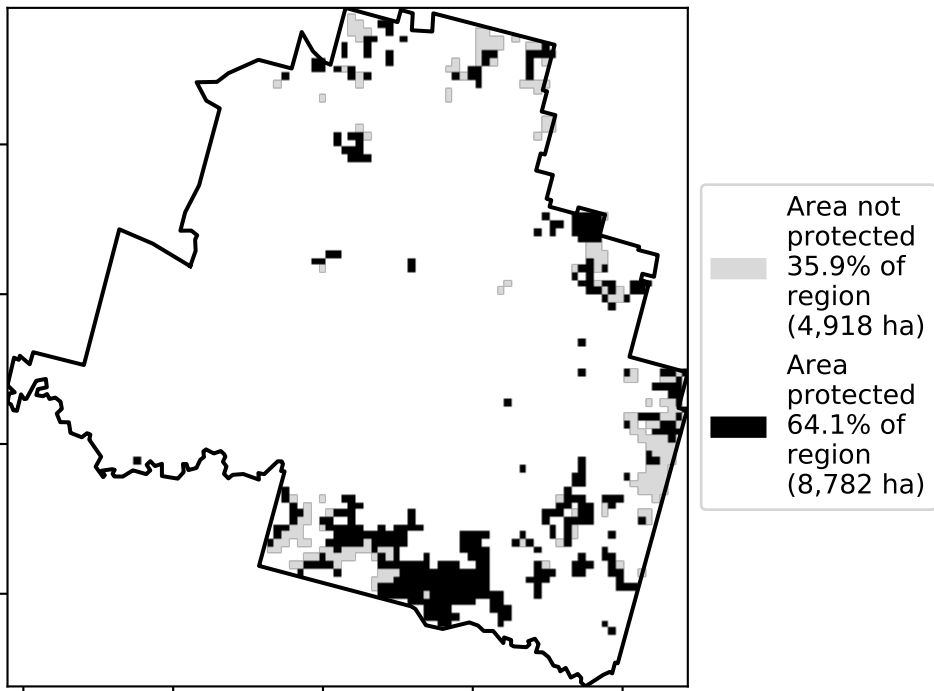 Area not
protected
35.9% of
region
(4,918 ha)
Area
protected
64.1% of
region
(8,782 ha)